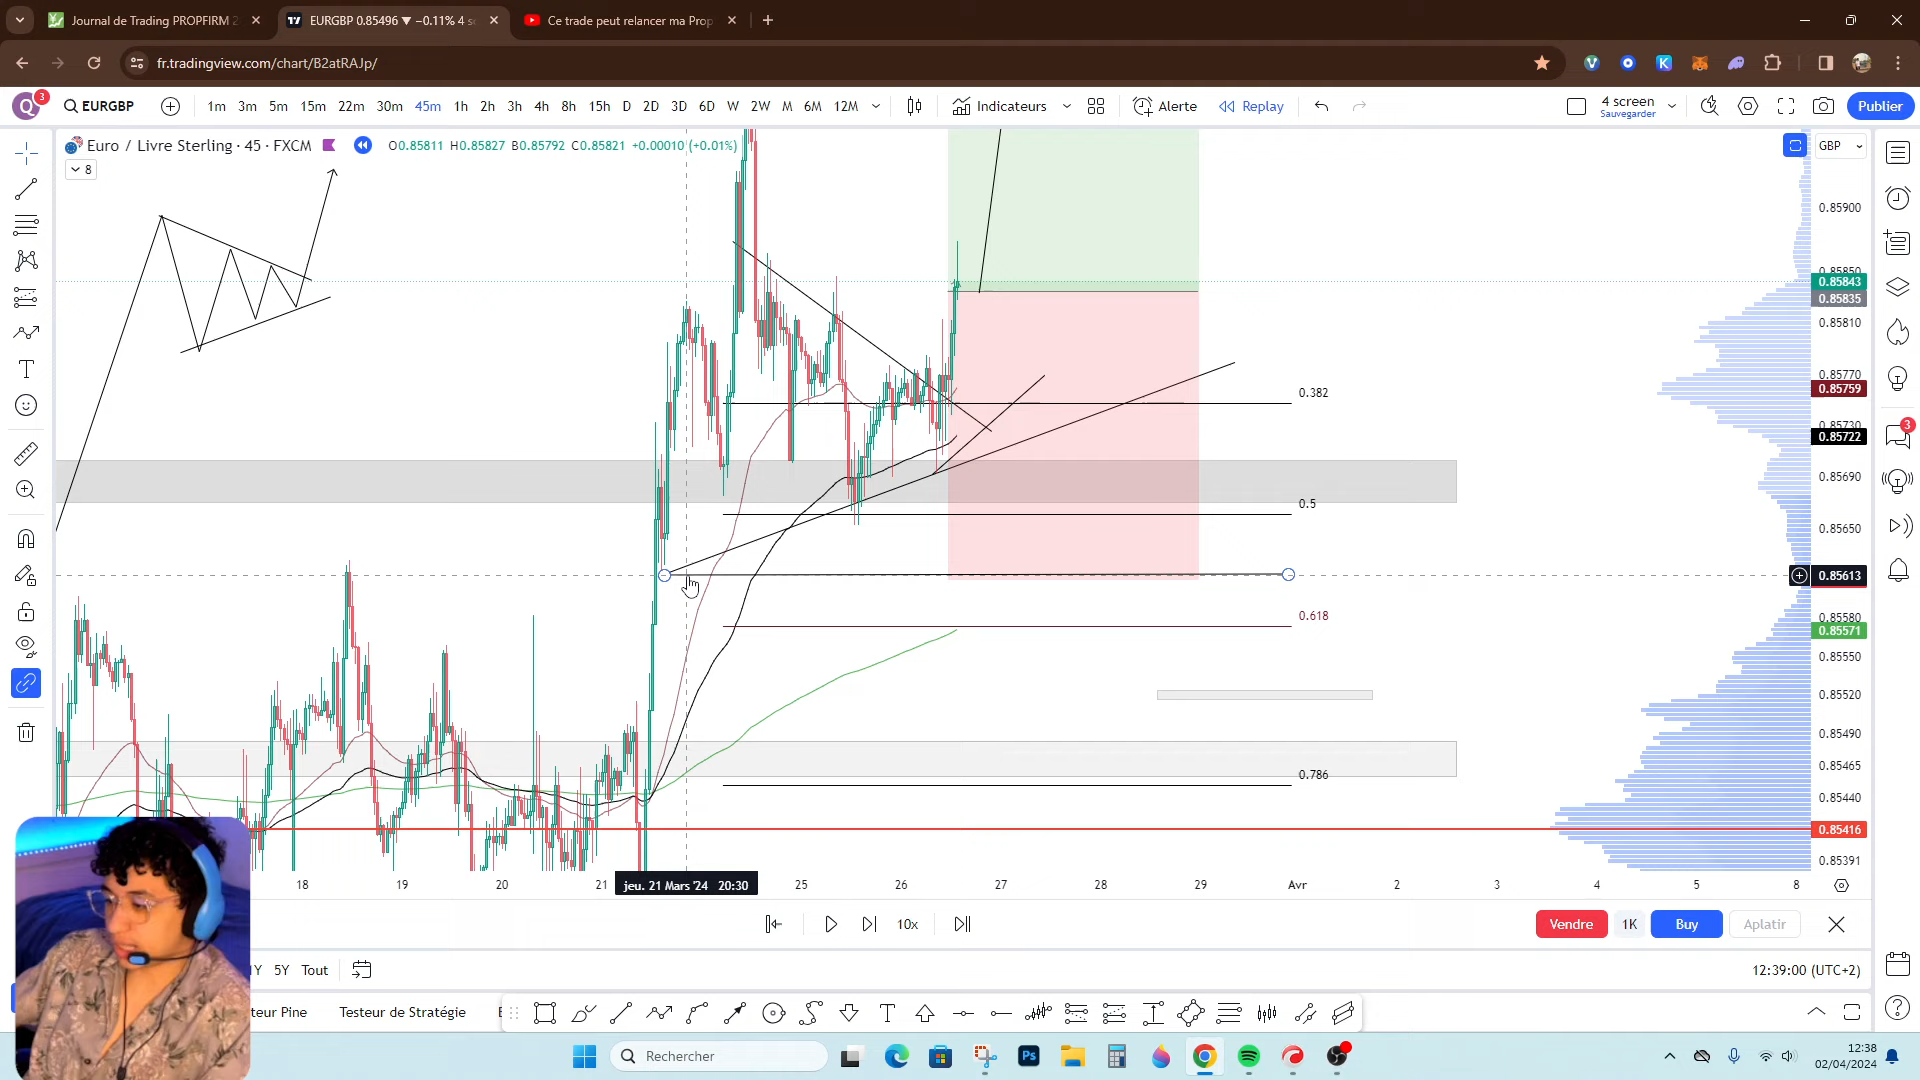 Journal de Trading PROPFIRM 2
EURGBP 0.85496 ▼ −0.11% 4 s
Ce trade peut relancer ma Prop
fr.tradingview.com/chart/B2atRAJp/
Q 3
EURGBP
1m 3m 5m 15m 22m 30m 45m 1h 2h 3h 4h 8h 15h D 2D 3D 6D W 2W M 6M 12M
Indicateurs
Alerte
Replay
4 screen
Sauvegarder
Publier
Euro / Livre Sterling · 45 · FXCM
O0.85811 H0.85827 B0.85792 C0.85821 +0.00010 (+0.01%)
GBP
8
0.85900
0.85850
0.85843
0.85835
0.85810
0.85770
0.85759
0.382
0.85730
0.85722
0.85690
0.5
0.85650
0.85613
0.618
0.85580
0.85571
0.85550
0.85520
0.85490
0.786
0.85465
0.85440
0.85416
0.85391
3
18 19 20 21
jeu. 21 Mars '24 20:30
25 26 27 28 29 Avr 2 3 4 5 8
10x
Vendre
1K
Buy
Aplatir
5Y Tout
12:39:00 (UTC+2)
teur Pine
Testeur de Stratégie
Rechercher
Ps
12:38
02/04/2024